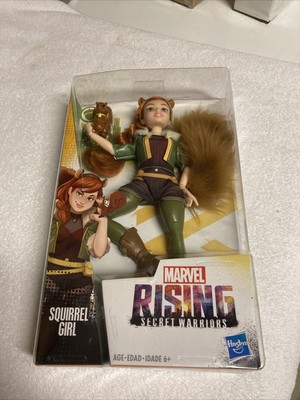 SQUIRREL
GIRL
MARVEL
RISING
SECRET WARRIORS
AGE•EDAD•IDADE 6+
Hasbro